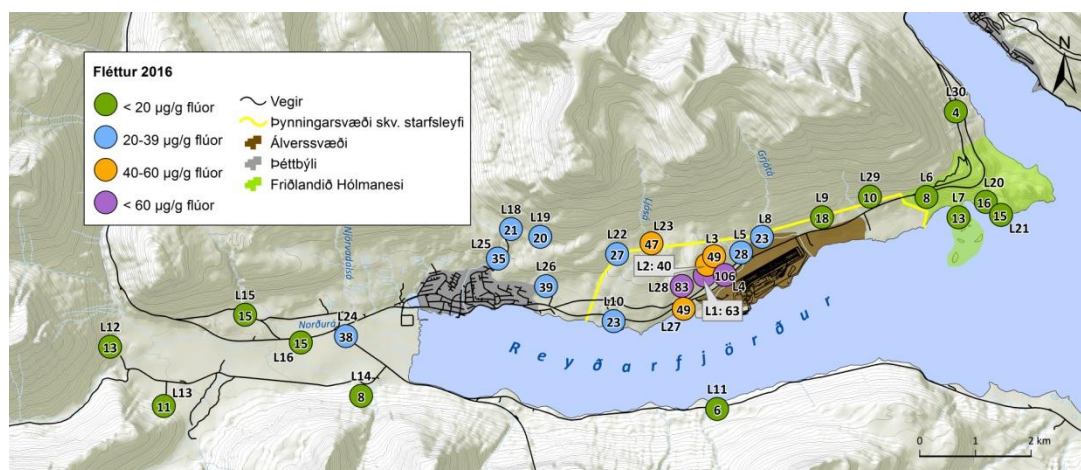 Fléttur 2016
< 20 µg/g flúor
20-39 µg/g flúor
40-60 µg/g flúor
< 60 µg/g flúor
Vegir
Þynningarsvæði skv. starfsleyfi
Álverssvæði
Þéttbýli
Friðlandið Hólmanesi
N
L30
4
L29
10
L6
8
L20
16
L7
13
15
L21
L9
18
L8
23
L5
28
L3
49
L23
47
L22
27
L2: 40
106
L4
L28
83
L1: 63
49
L27
L10
23
L18
21
L19
20
L25
35
L26
39
L15
15
L24
38
L12
13
15
L16
L13
11
L14
8
L11
6
Njörvadalsá
Norðurá
Ljósá
Grjótá
Reyðarfjörður
0 1 2 km